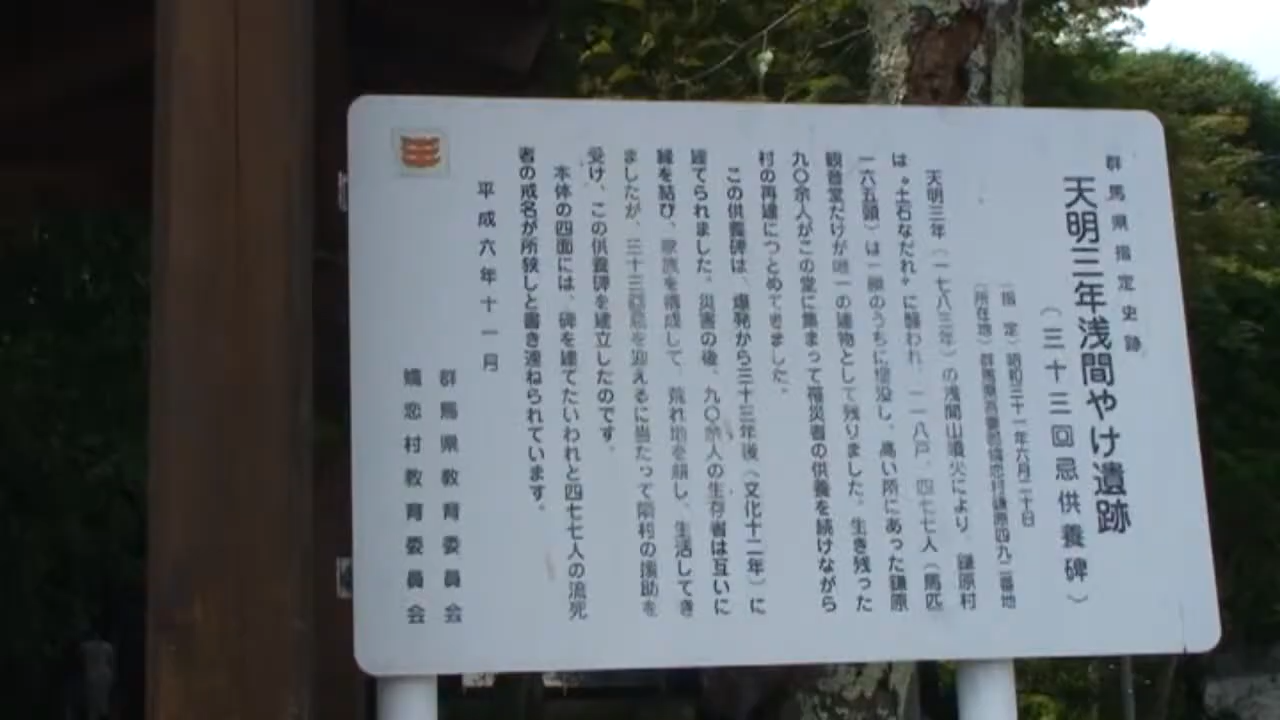 群馬県指定史跡
天明三年浅間やけ遺跡
（三十三回忌供養碑）
（指 定）昭和三十一年六月二十日
（所在地）群馬県吾妻郡嬬恋村鎌原四九二番地
天明三年（一七八三年）の浅間山噴火により、鎌原村
は〝土石なだれ〟に襲われ、一一八戸、四七七人（馬匹
一六五頭）は一瞬のうちに埋没し、高い所にあった鎌原
観音堂だけが唯一の建物として残りました。生き残った
九〇余人がこの堂に集まって罹災者の供養を続けながら
村の再建につとめてきました。
この供養碑は、爆発から三十三年後（文化十二年）に
建てられました。災害の後、九〇余人の生存者は互いに
縁を結び、家族を構成して、荒れ地を耕し、生活してき
ましたが、三十三回忌を迎えるに当たって隣村の援助を
受け、この供養碑を建立したのです。
本体の四面には、碑を建てたいわれと四七七人の流死
者の戒名が所狭しと書き連ねられています。
平成六年十一月
群馬県教育委員会
嬬恋村教育委員会